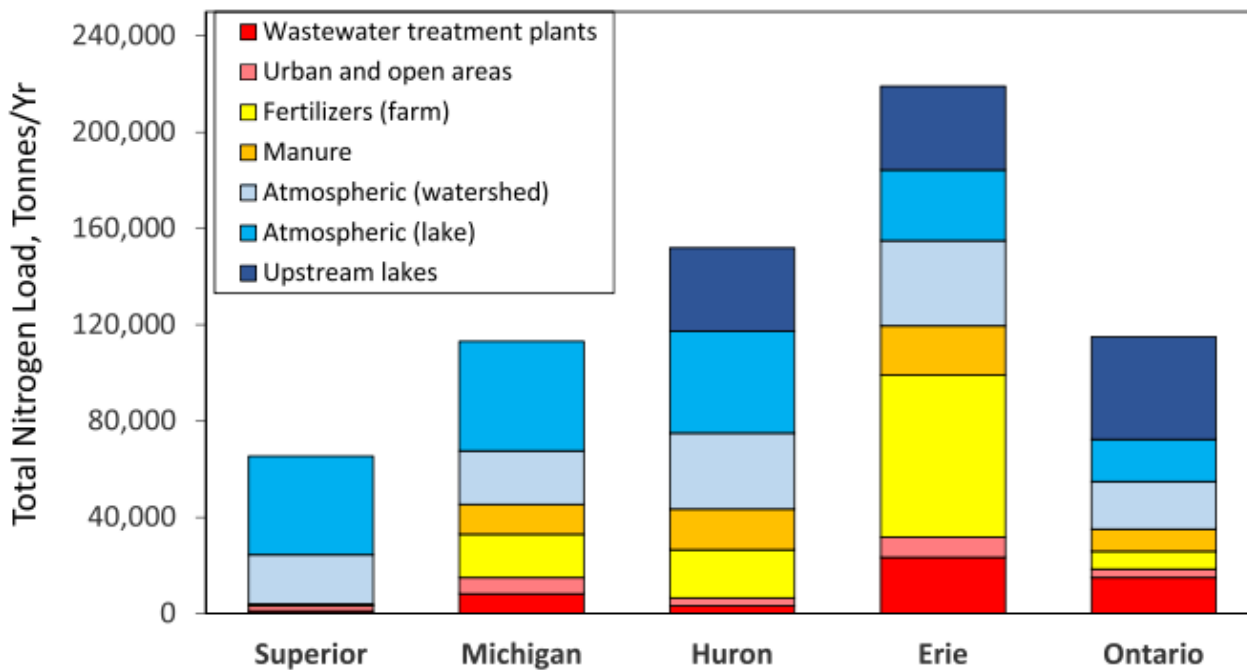 Total Nitrogen Load, Tonnes/Yr
240,000
200,000
160,000
120,000
80,000
40,000
0
Wastewater treatment plants
Urban and open areas
Fertilizers (farm)
Manure
Atmospheric (watershed)
Atmospheric (lake)
Upstream lakes
Superior
Michigan
Huron
Erie
Ontario